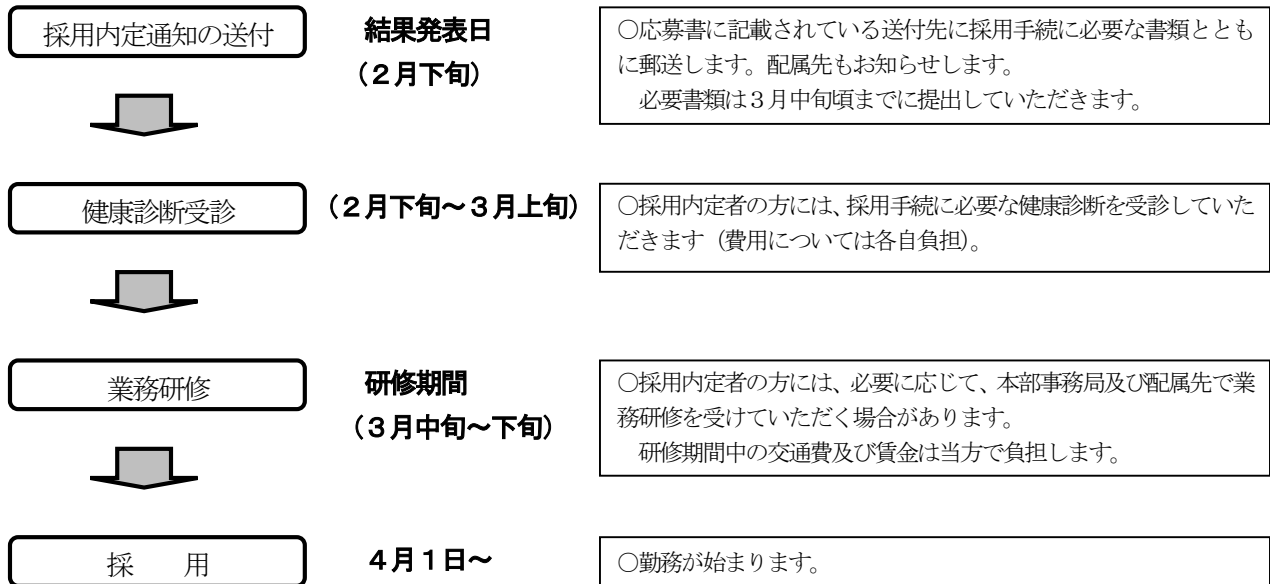 採用内定通知の送付
結果発表日
（２月下旬）
○応募書に記載されている送付先に採用手続に必要な書類ととも
に郵送します。配属先もお知らせします。
必要書類は３月中旬頃までに提出していただきます。
健康診断受診
（２月下旬～３月上旬）
○採用内定者の方には、採用手続に必要な健康診断を受診していた
だきます（費用については各自負担）。
業務研修
研修期間
（３月中旬～下旬）
○採用内定者の方には、必要に応じて、本部事務局及び配属先で業
務研修を受けていただく場合があります。
研修期間中の交通費及び賃金は当方で負担します。
採　用
４月１日～
○勤務が始まります。